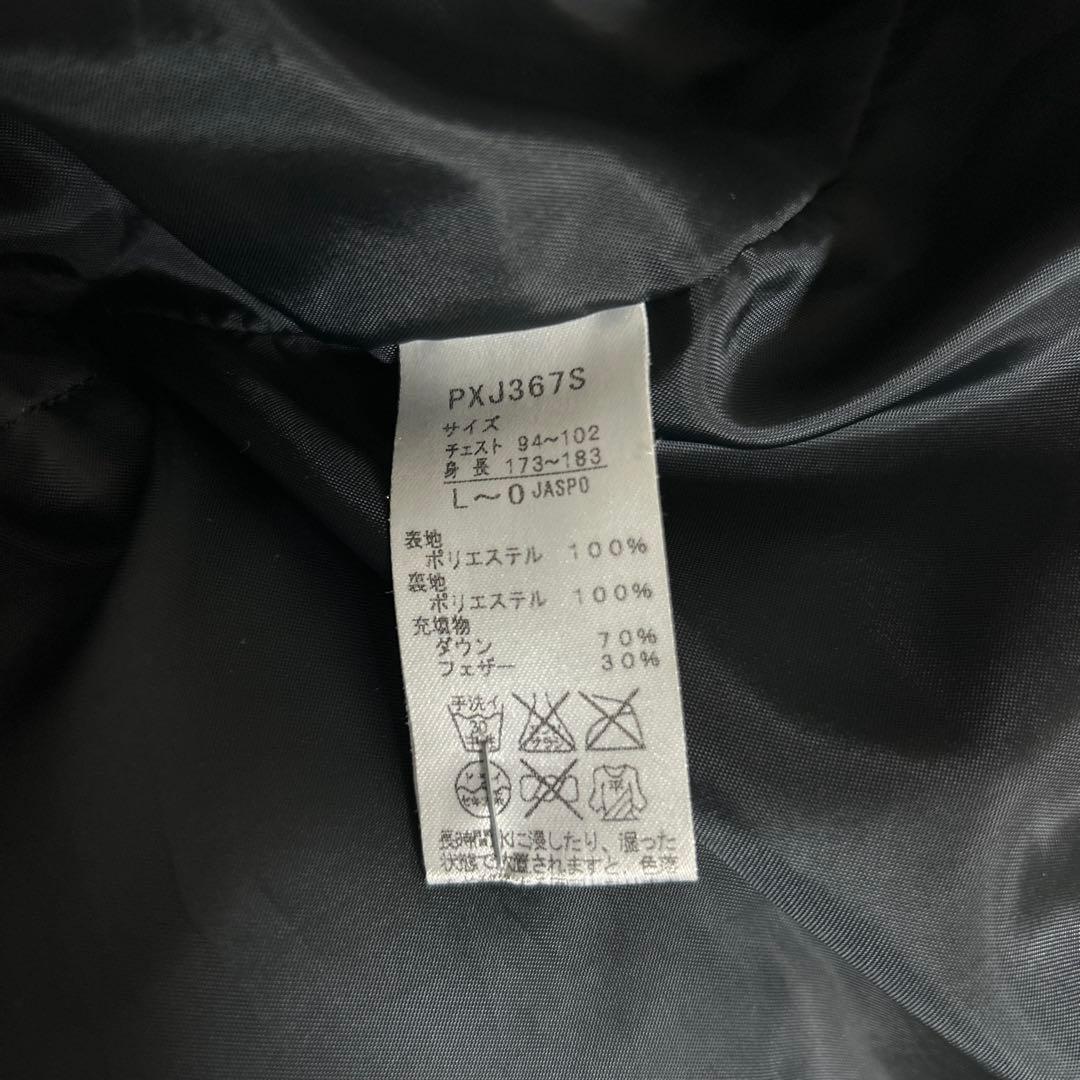 PXJ367S
サイズ
チェスト 94~102
身長 173~183
L~O JASPO
表地
ポリエステル 100%
裏地
ポリエステル 100%
充填物
ダウン 70%
フェザー 30%
手洗イ
30
平
長時間 に浸したり、湿った
状態で 置されますと、色落